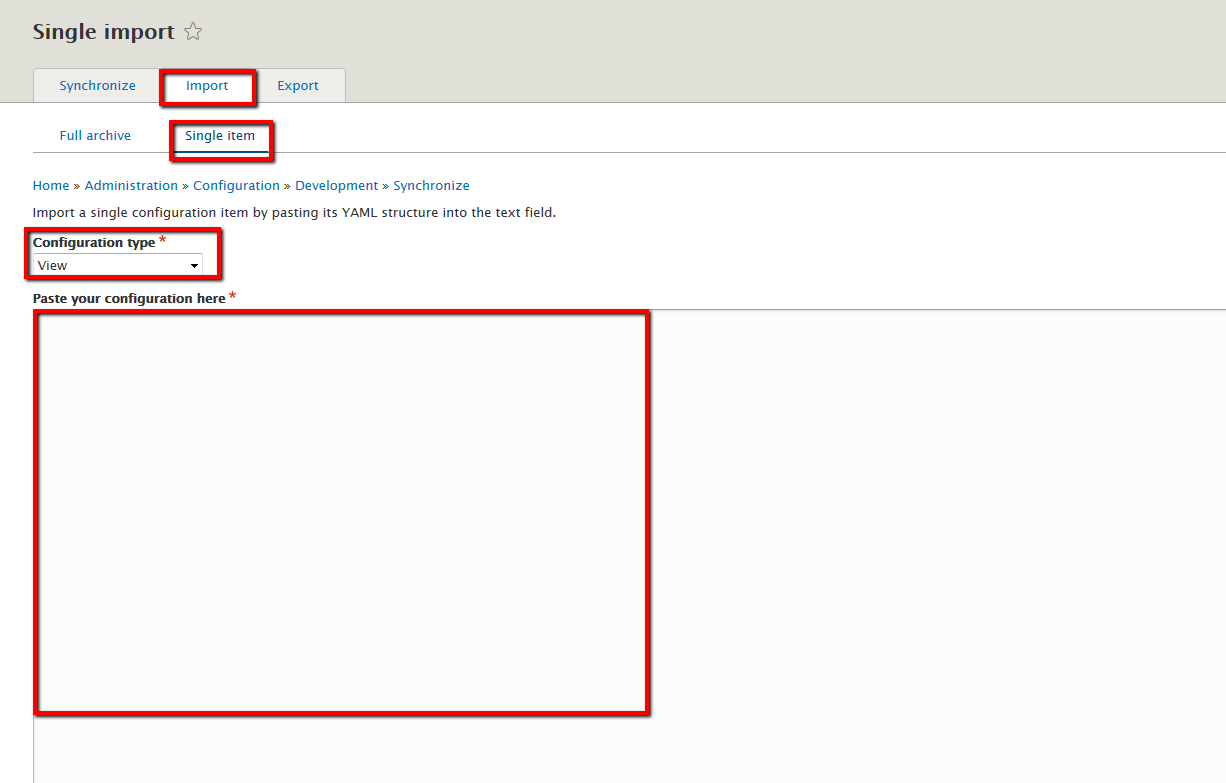 Single import
Synchronize Import Export
Full archive Single item
Home » Administration » Configuration » Development » Synchronize
Import a single configuration item by pasting its YAML structure into the text field.
Configuration type *
View
Paste your configuration here *